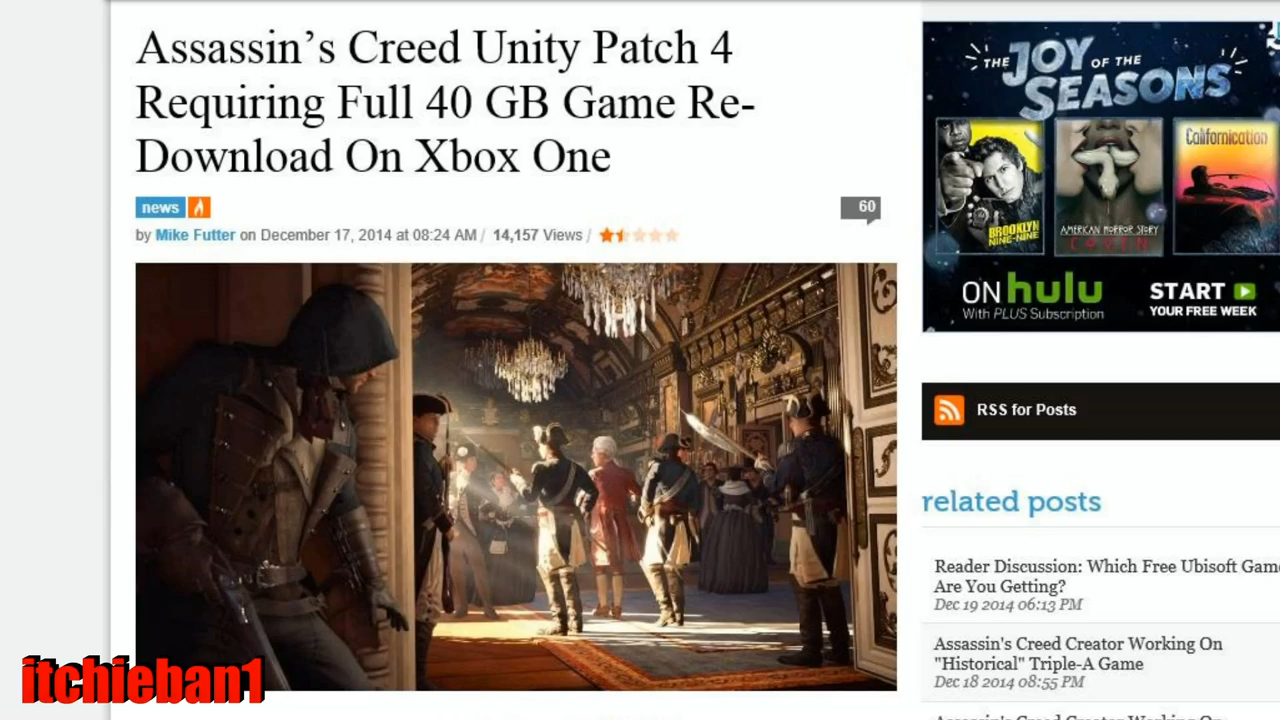 Assassin's Creed Unity Patch 4
Requiring Full 40 GB Game Re-
Download On Xbox One
news
60
by Mike Futter on December 17, 2014 at 08:24 AM / 14,157 Views /
THE JOY OF THE
SEASONS
BROOKLYN
NINE-NINE
AMERICAN HORROR STORY
COVEN
Californication
ON hulu
With PLUS Subscription
START
YOUR FREE WEEK
RSS for Posts
related posts
Reader Discussion: Which Free Ubisoft Gam
Are You Getting?
Dec 19 2014 06:13 PM
Assassin's Creed Creator Working On
"Historical" Triple-A Game
Dec 18 2014 08:55 PM
itchieban1